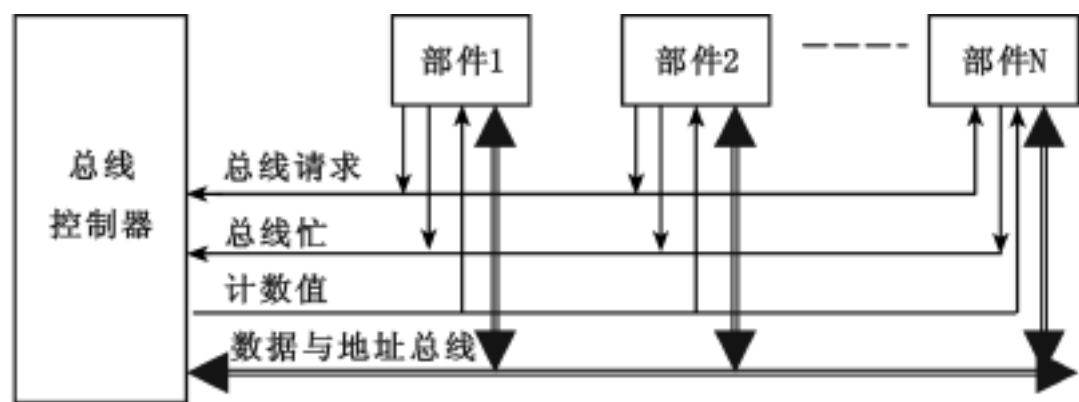 部件1
部件2
部件N
总线
控制器
总线请求
总线忙
计数值
数据与地址总线